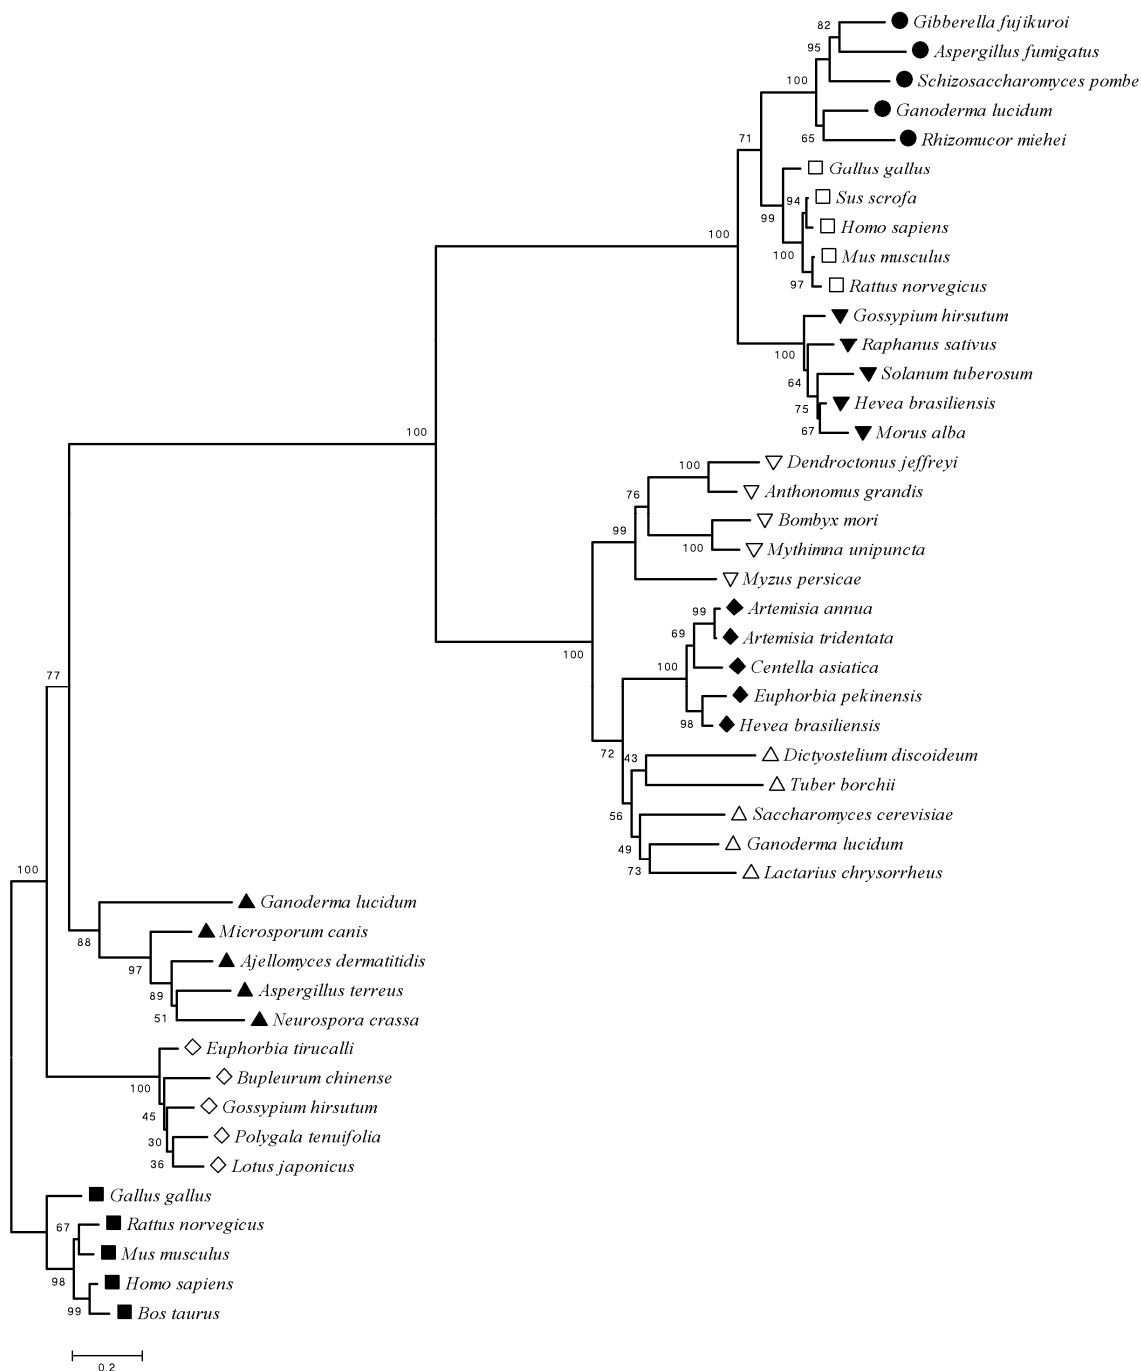 82
Gibberella fujikuroi
95
Aspergillus fumigatus
Schizosaccharomyces pombe
100
Ganoderma lucidum
65
Rhizomucor miehei
71
Gallus gallus
94
Sus scrofa
99
Homo sapiens
100
Mus musculus
97
Rattus norvegicus
100
Gossypium hirsutum
Raphanus sativus
100
Solanum tuberosum
64
Hevea brasiliensis
75
Morus alba
67
100
Dendroctonus jeffreyi
100
Anthonomus grandis
76
Bombyx mori
99
Mythimna unipuncta
100
Myzus persicae
Artemisia annua
99
Artemisia tridentata
69
Centella asiatica
100
Euphorbia pekinensis
98
Hevea brasiliensis
100
72
Dictyostelium discoideum
43
Tuber borchii
Saccharomyces cerevisiae
56
Ganoderma lucidum
49
Lactarius chrysorrheus
73
77
100
Ganoderma lucidum
88
Microsporum canis
97
Ajellomyces dermatitidis
89
Aspergillus terreus
51
Neurospora crassa
Euphorbia tirucalli
100
Bupleurum chinense
45
Gossypium hirsutum
30
Polygala tenuifolia
36
Lotus japonicus
Gallus gallus
67
Rattus norvegicus
Mus musculus
98
Homo sapiens
99
Bos taurus
0.2